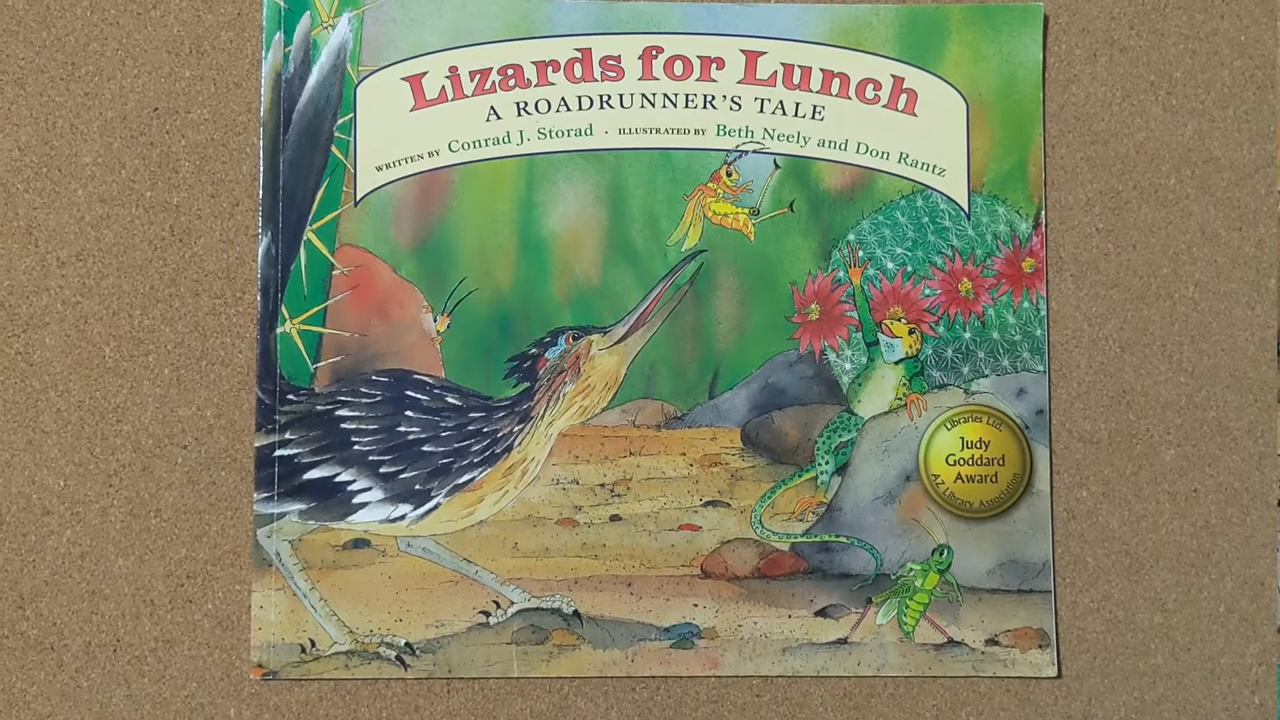 Lizards for Lunch
A ROADRUNNER'S TALE
WRITTEN BY Conrad J. Storad · ILLUSTRATED BY Beth Neely and Don Rantz
Libraries Ltd.
Judy
Goddard
Award
AZ Library Association